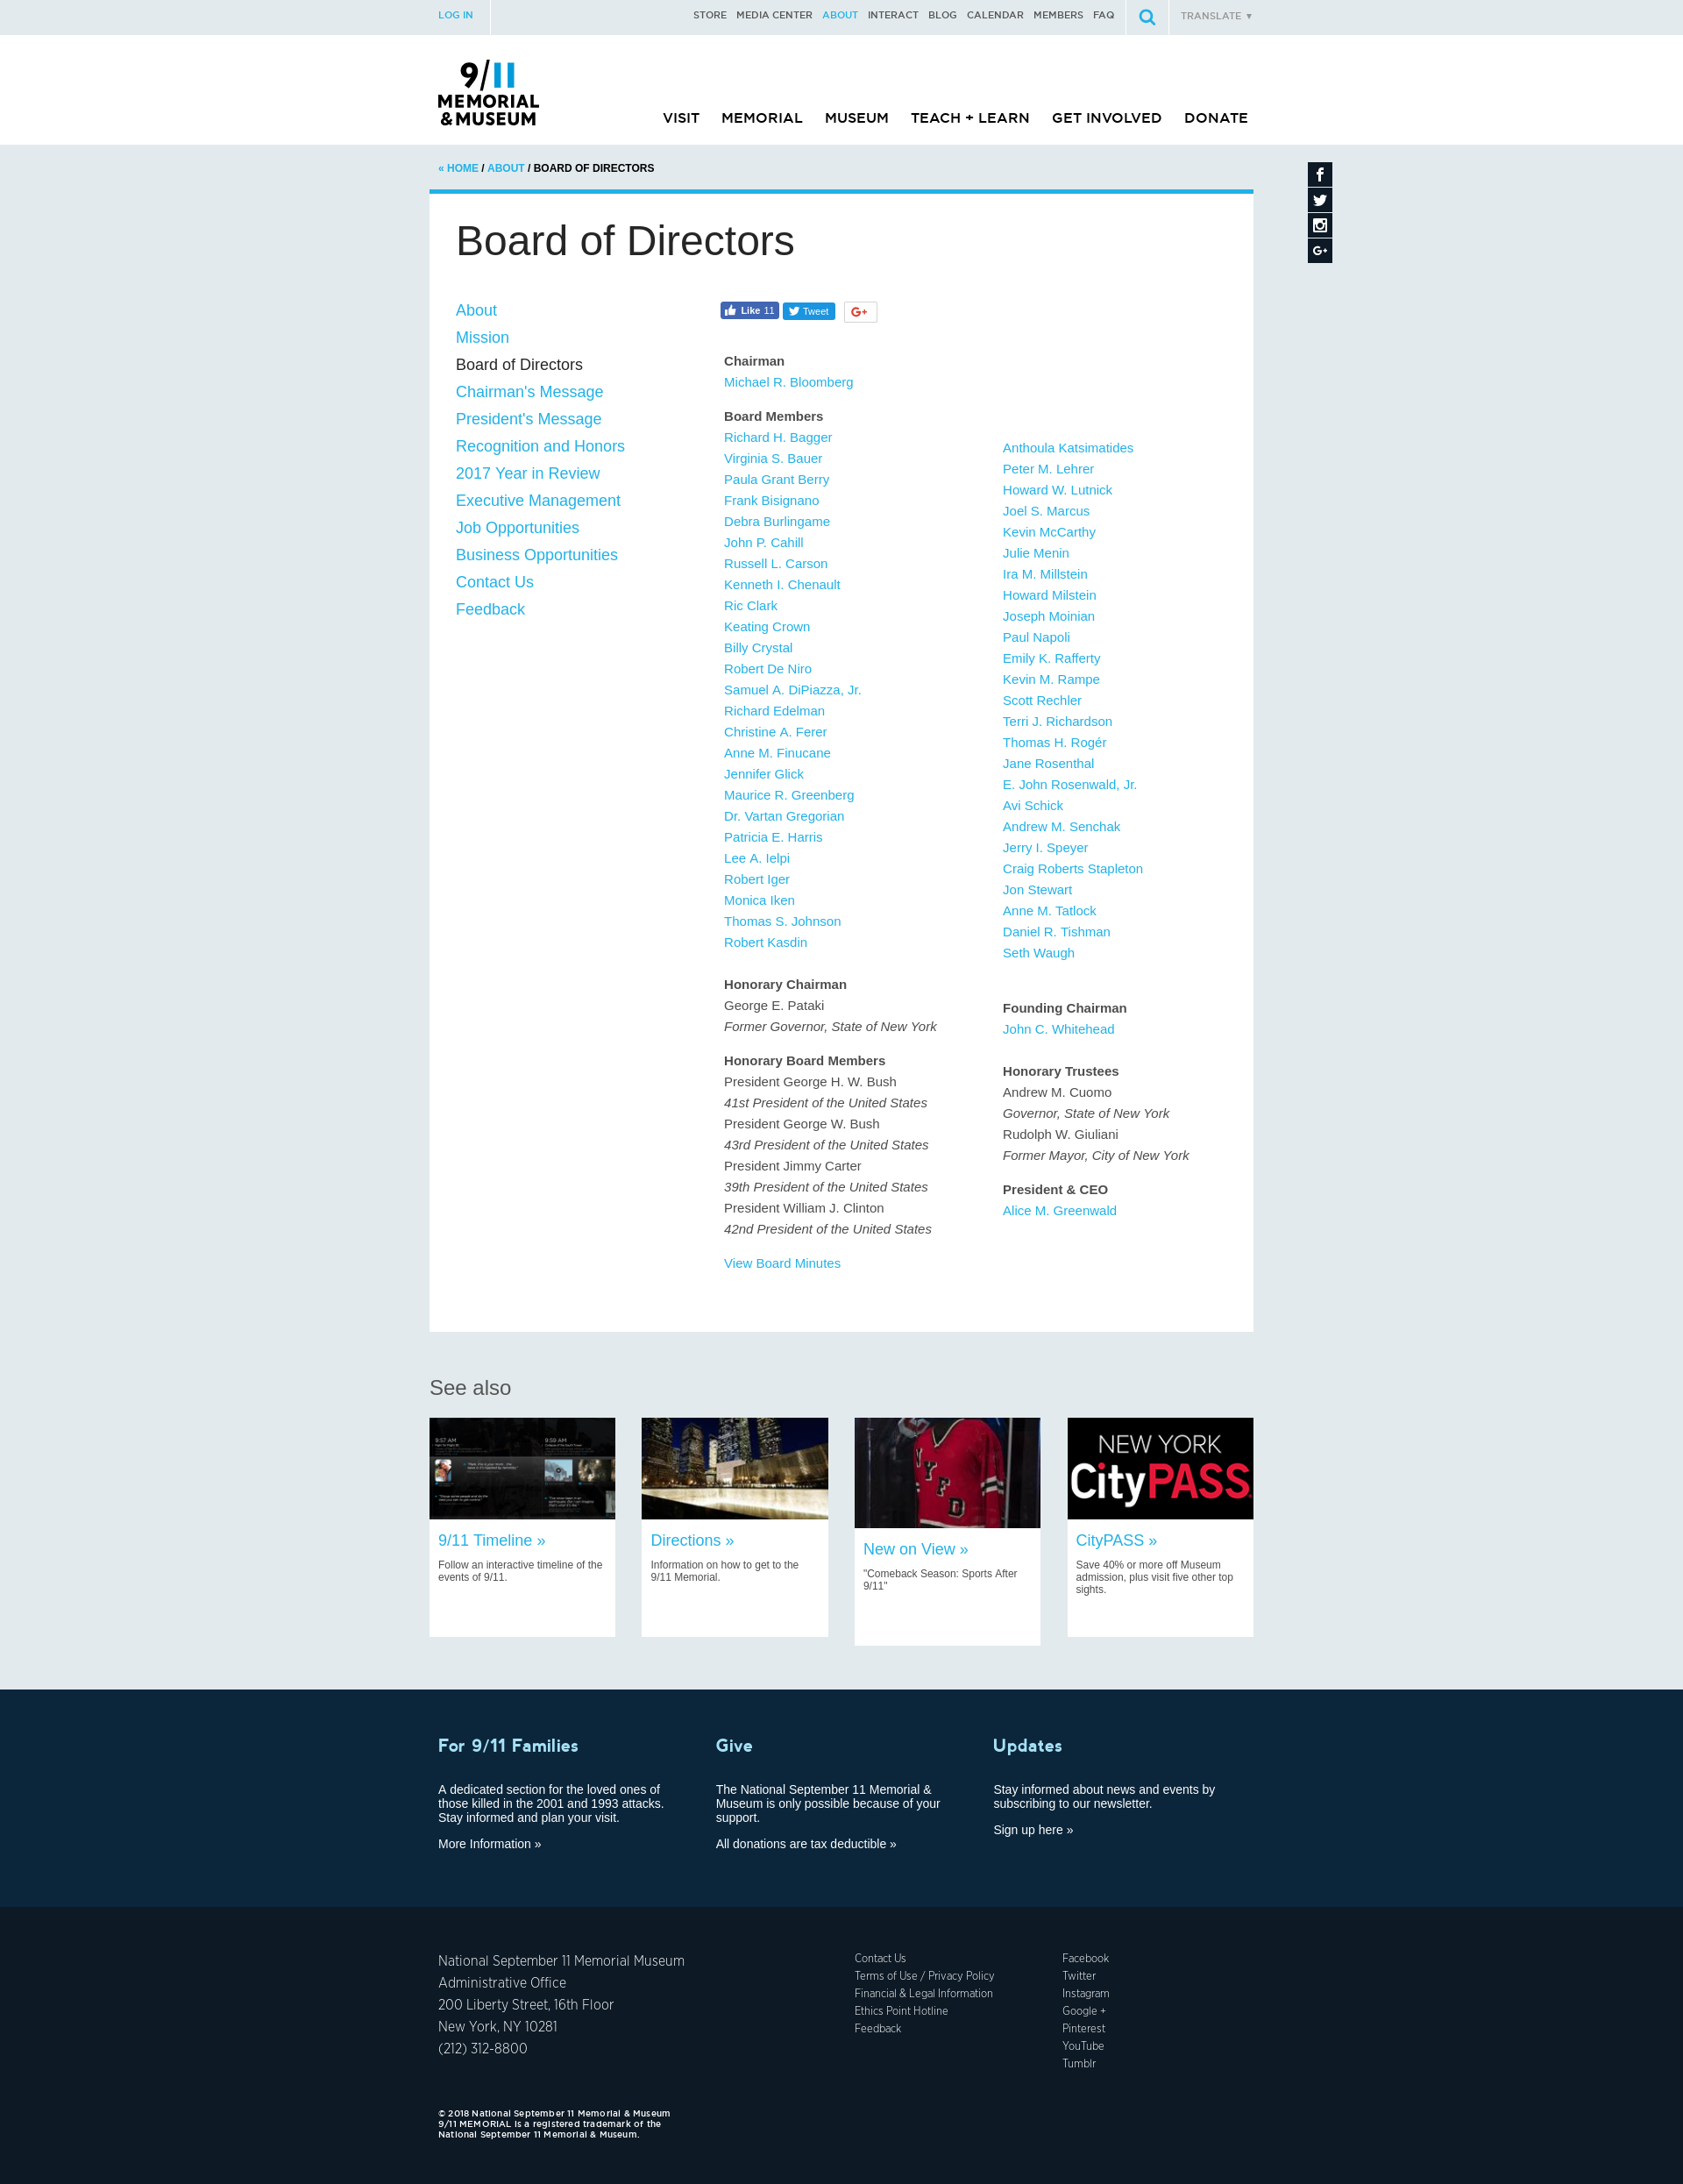 LOG IN
STORE MEDIA CENTER ABOUT INTERACT BLOG CALENDAR MEMBERS FAQ
TRANSLATE ▼
9/11
MEMORIAL
&MUSEUM
VISIT MEMORIAL MUSEUM TEACH + LEARN GET INVOLVED DONATE
« HOME / ABOUT / BOARD OF DIRECTORS
Board of Directors
About
Mission
Board of Directors
Chairman's Message
President's Message
Recognition and Honors
2017 Year in Review
Executive Management
Job Opportunities
Business Opportunities
Contact Us
Feedback
Like 11
Tweet
G+
Chairman
Michael R. Bloomberg
Board Members
Richard H. Bagger
Virginia S. Bauer
Paula Grant Berry
Frank Bisignano
Debra Burlingame
John P. Cahill
Russell L. Carson
Kenneth I. Chenault
Ric Clark
Keating Crown
Billy Crystal
Robert De Niro
Samuel A. DiPiazza, Jr.
Richard Edelman
Christine A. Ferer
Anne M. Finucane
Jennifer Glick
Maurice R. Greenberg
Dr. Vartan Gregorian
Patricia E. Harris
Lee A. Ielpi
Robert Iger
Monica Iken
Thomas S. Johnson
Robert Kasdin
Honorary Chairman
George E. Pataki
Former Governor, State of New York
Honorary Board Members
President George H. W. Bush
41st President of the United States
President George W. Bush
43rd President of the United States
President Jimmy Carter
39th President of the United States
President William J. Clinton
42nd President of the United States
View Board Minutes
Anthoula Katsimatides
Peter M. Lehrer
Howard W. Lutnick
Joel S. Marcus
Kevin McCarthy
Julie Menin
Ira M. Millstein
Howard Milstein
Joseph Moinian
Paul Napoli
Emily K. Rafferty
Kevin M. Rampe
Scott Rechler
Terri J. Richardson
Thomas H. Rogér
Jane Rosenthal
E. John Rosenwald, Jr.
Avi Schick
Andrew M. Senchak
Jerry I. Speyer
Craig Roberts Stapleton
Jon Stewart
Anne M. Tatlock
Daniel R. Tishman
Seth Waugh
Founding Chairman
John C. Whitehead
Honorary Trustees
Andrew M. Cuomo
Governor, State of New York
Rudolph W. Giuliani
Former Mayor, City of New York
President & CEO
Alice M. Greenwald
See also
9:57 AM
9:59 AM
9/11 Timeline »
Follow an interactive timeline of the
events of 9/11.
Directions »
Information on how to get to the
9/11 Memorial.
NYPD
New on View »
"Comeback Season: Sports After
9/11"
NEW YORK
CityPASS
CityPASS »
Save 40% or more off Museum
admission, plus visit five other top
sights.
For 9/11 Families
A dedicated section for the loved ones of
those killed in the 2001 and 1993 attacks.
Stay informed and plan your visit.
More Information »
Give
The National September 11 Memorial &
Museum is only possible because of your
support.
All donations are tax deductible »
Updates
Stay informed about news and events by
subscribing to our newsletter.
Sign up here »
National September 11 Memorial Museum
Administrative Office
200 Liberty Street, 16th Floor
New York, NY 10281
(212) 312-8800
Contact Us
Terms of Use / Privacy Policy
Financial & Legal Information
Ethics Point Hotline
Feedback
Facebook
Twitter
Instagram
Google +
Pinterest
YouTube
Tumblr
© 2018 National September 11 Memorial & Museum
9/11 MEMORIAL is a registered trademark of the
National September 11 Memorial & Museum.